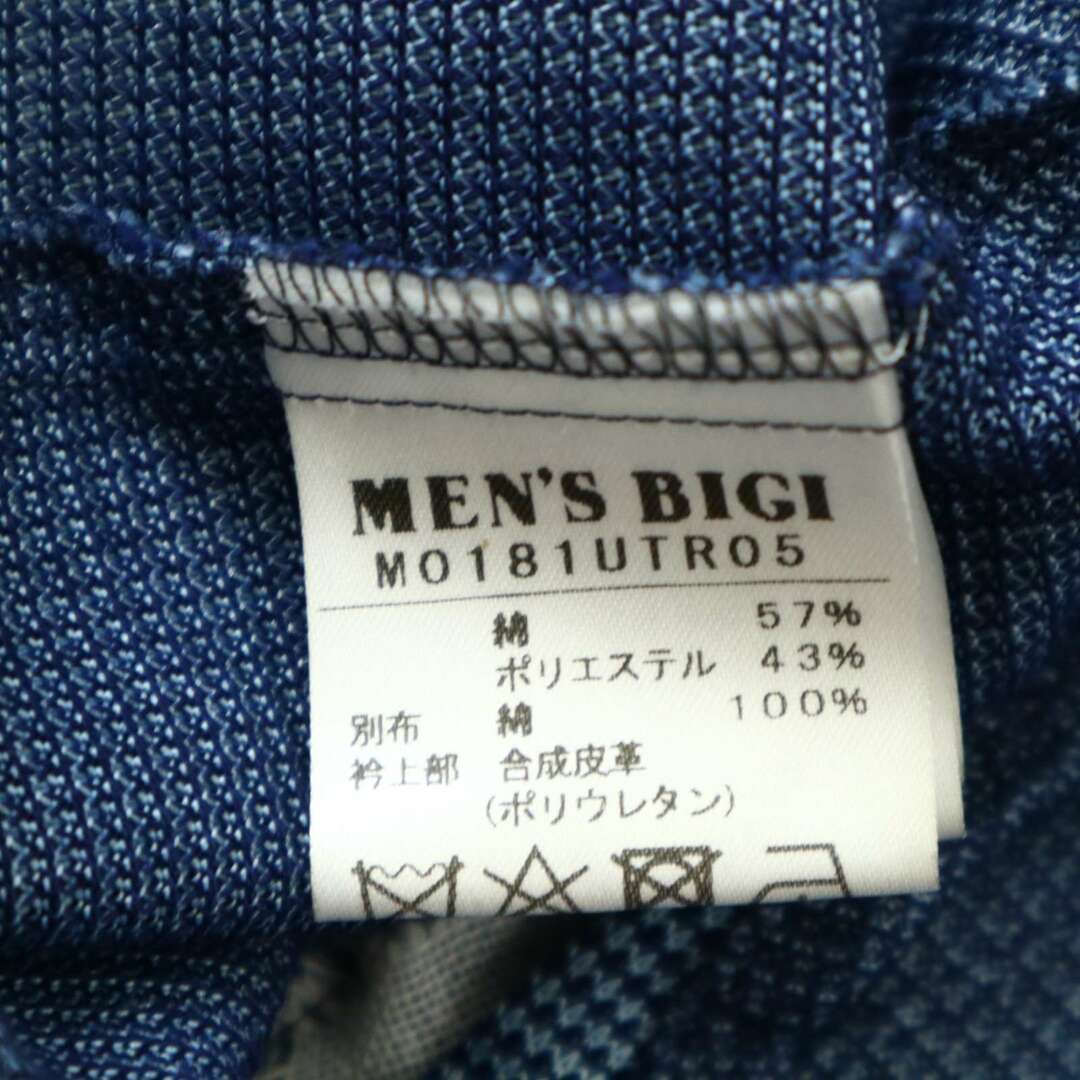 MEN'S BIGI
M0181UTR05
綿 57%
ポリエステル 43%
別布 綿 100%
衿上部 合成皮革
(ポリウレタン)